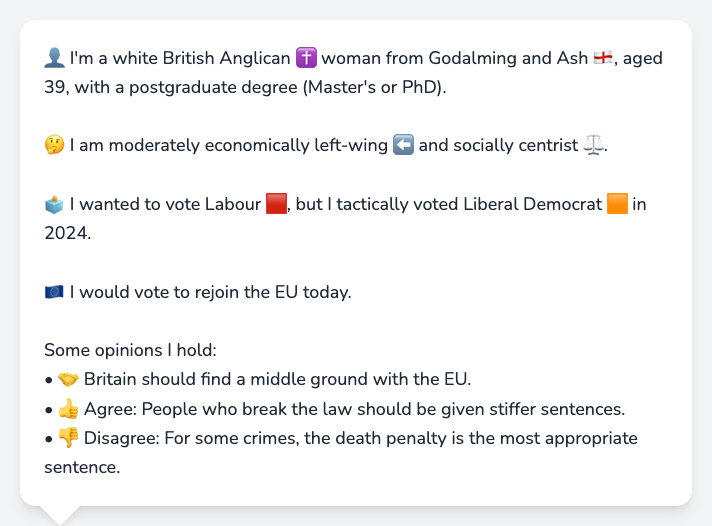 👤 I'm a white British Anglican ✝️ woman from Godalming and Ash 🏴󠁧󠁢󠁥󠁮󠁧󠁿, aged
39, with a postgraduate degree (Master's or PhD).
🤔 I am moderately economically left-wing ⬅️ and socially centrist ⚖️.
🗳️ I wanted to vote Labour 🟥, but I tactically voted Liberal Democrat 🟧 in
2024.
🇪🇺 I would vote to rejoin the EU today.
Some opinions I hold:
• 🤝 Britain should find a middle ground with the EU.
• 👍 Agree: People who break the law should be given stiffer sentences.
• 👎 Disagree: For some crimes, the death penalty is the most appropriate
sentence.